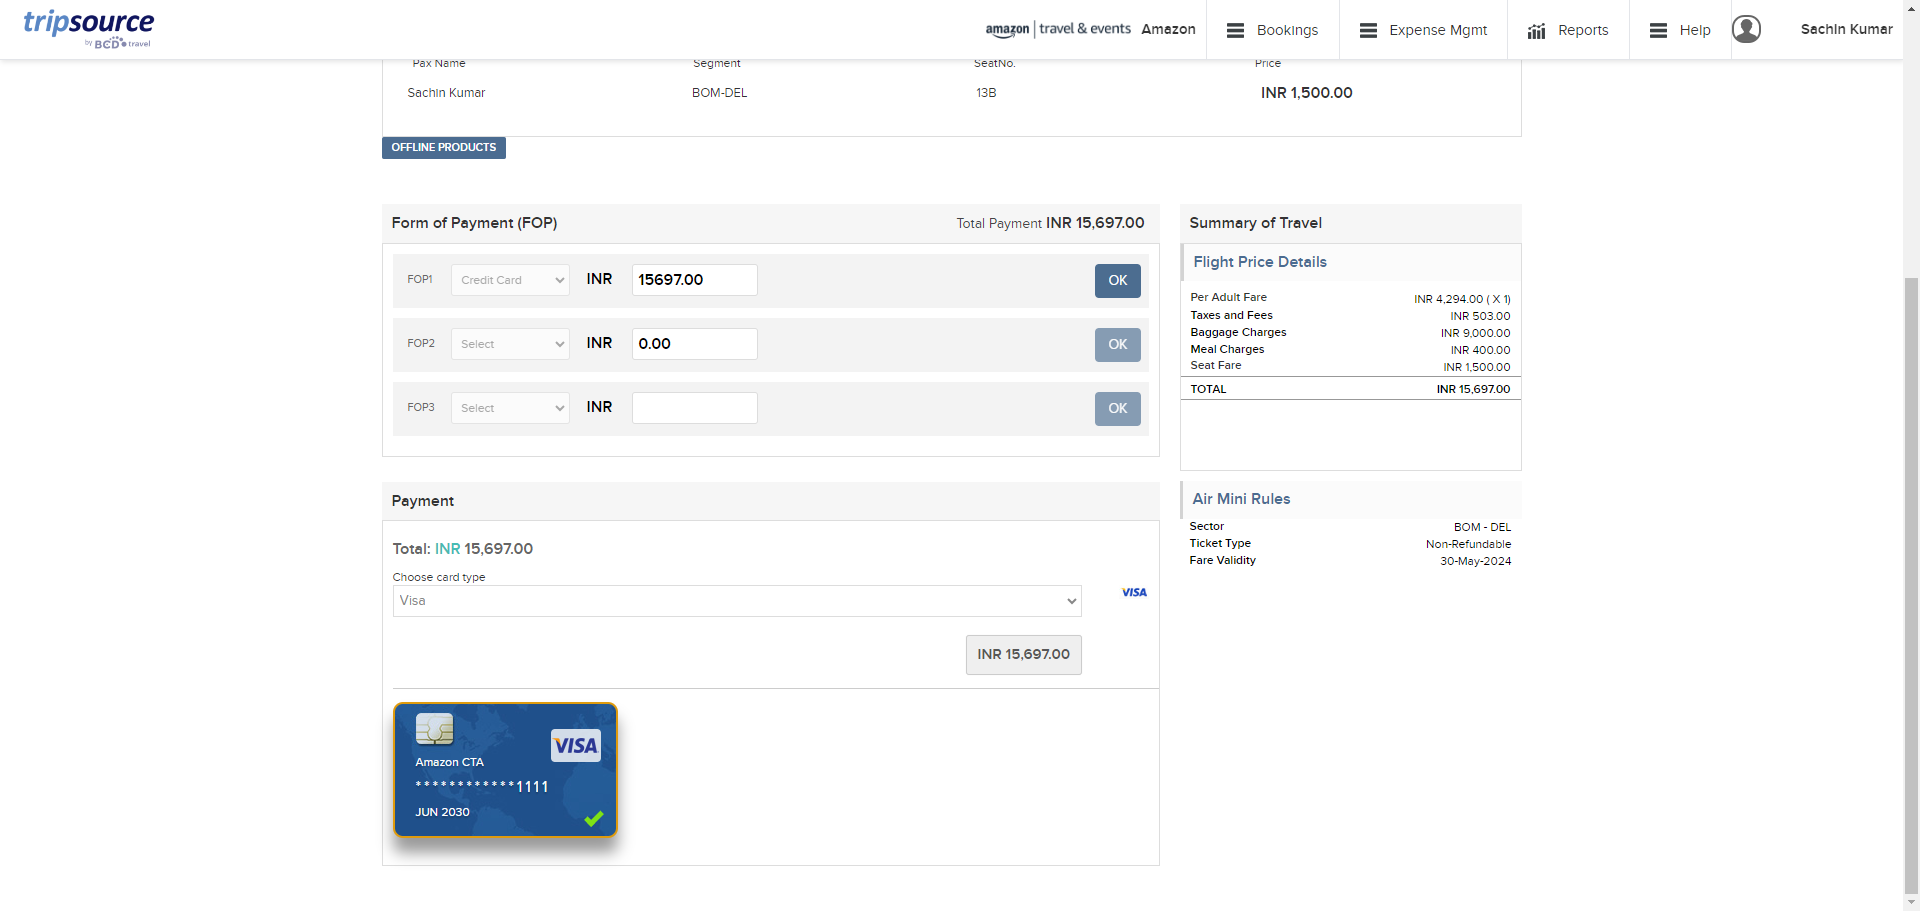 tripsource
by BCD travel
amazon | travel & events Amazon
Bookings
Expense Mgmt
Reports
Help
Sachin Kumar
Pax Name Segment SeatNo. Price
Sachin Kumar BOM-DEL 13B INR 1,500.00
OFFLINE PRODUCTS
Form of Payment (FOP) Total Payment INR 15,697.00
FOP1 Credit Card INR 15697.00 OK
FOP2 Select INR 0.00 OK
FOP3 Select INR OK
Payment
Total: INR 15,697.00
Choose card type
Visa VISA
INR 15,697.00
VISA
Amazon CTA
************1111
JUN 2030
Summary of Travel
Flight Price Details
Per Adult Fare INR 4,294.00 ( X 1)
Taxes and Fees INR 503.00
Baggage Charges INR 9,000.00
Meal Charges INR 400.00
Seat Fare INR 1,500.00
TOTAL INR 15,697.00
Air Mini Rules
Sector BOM - DEL
Ticket Type Non-Refundable
Fare Validity 30-May-2024